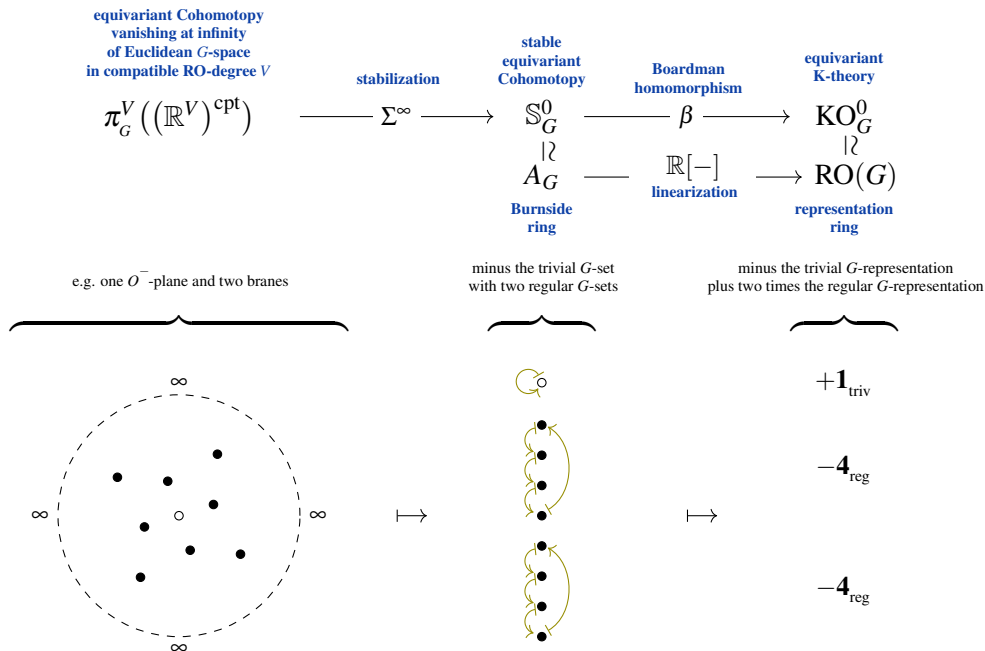 equivariant Cohomotopy
vanishing at infinity
of Euclidean G-space
in compatible RO-degree V
stabilization
stable
equivariant
Cohomotopy
Boardman
homomorphism
equivariant
K-theory
π_G^V((ℝ^V)^cpt)
Σ^∞
𝕊_G^0
β
KO_G^0
≃
≃
A_G
ℝ[−]
RO(G)
linearization
Burnside
ring
representation
ring
e.g. one O^−-plane and two branes
minus the trivial G-set
with two regular G-sets
minus the trivial G-representation
plus two times the regular G-representation
∞
∞
∞
∞
+1_triv
−4_reg
−4_reg